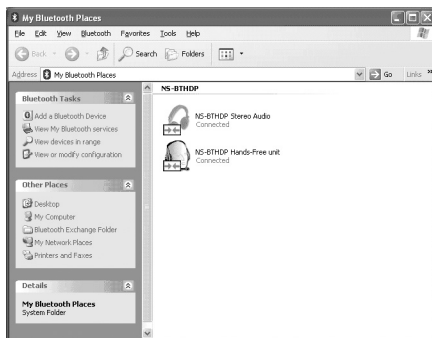 My Bluetooth Places
File Edit View Bluetooth Favorites Tools Help
Back Search Folders
Address My Bluetooth Places Go Links »
Bluetooth Tasks
Add a Bluetooth Device
View My Bluetooth services
View devices in range
View or modify configuration
Other Places
Desktop
My Computer
Bluetooth Exchange Folder
My Network Places
Printers and Faxes
Details
My Bluetooth Places
System Folder
NS-BTHDP
NS-BTHDP Stereo Audio
Connected
NS-BTHDP Hands-Free unit
Connected